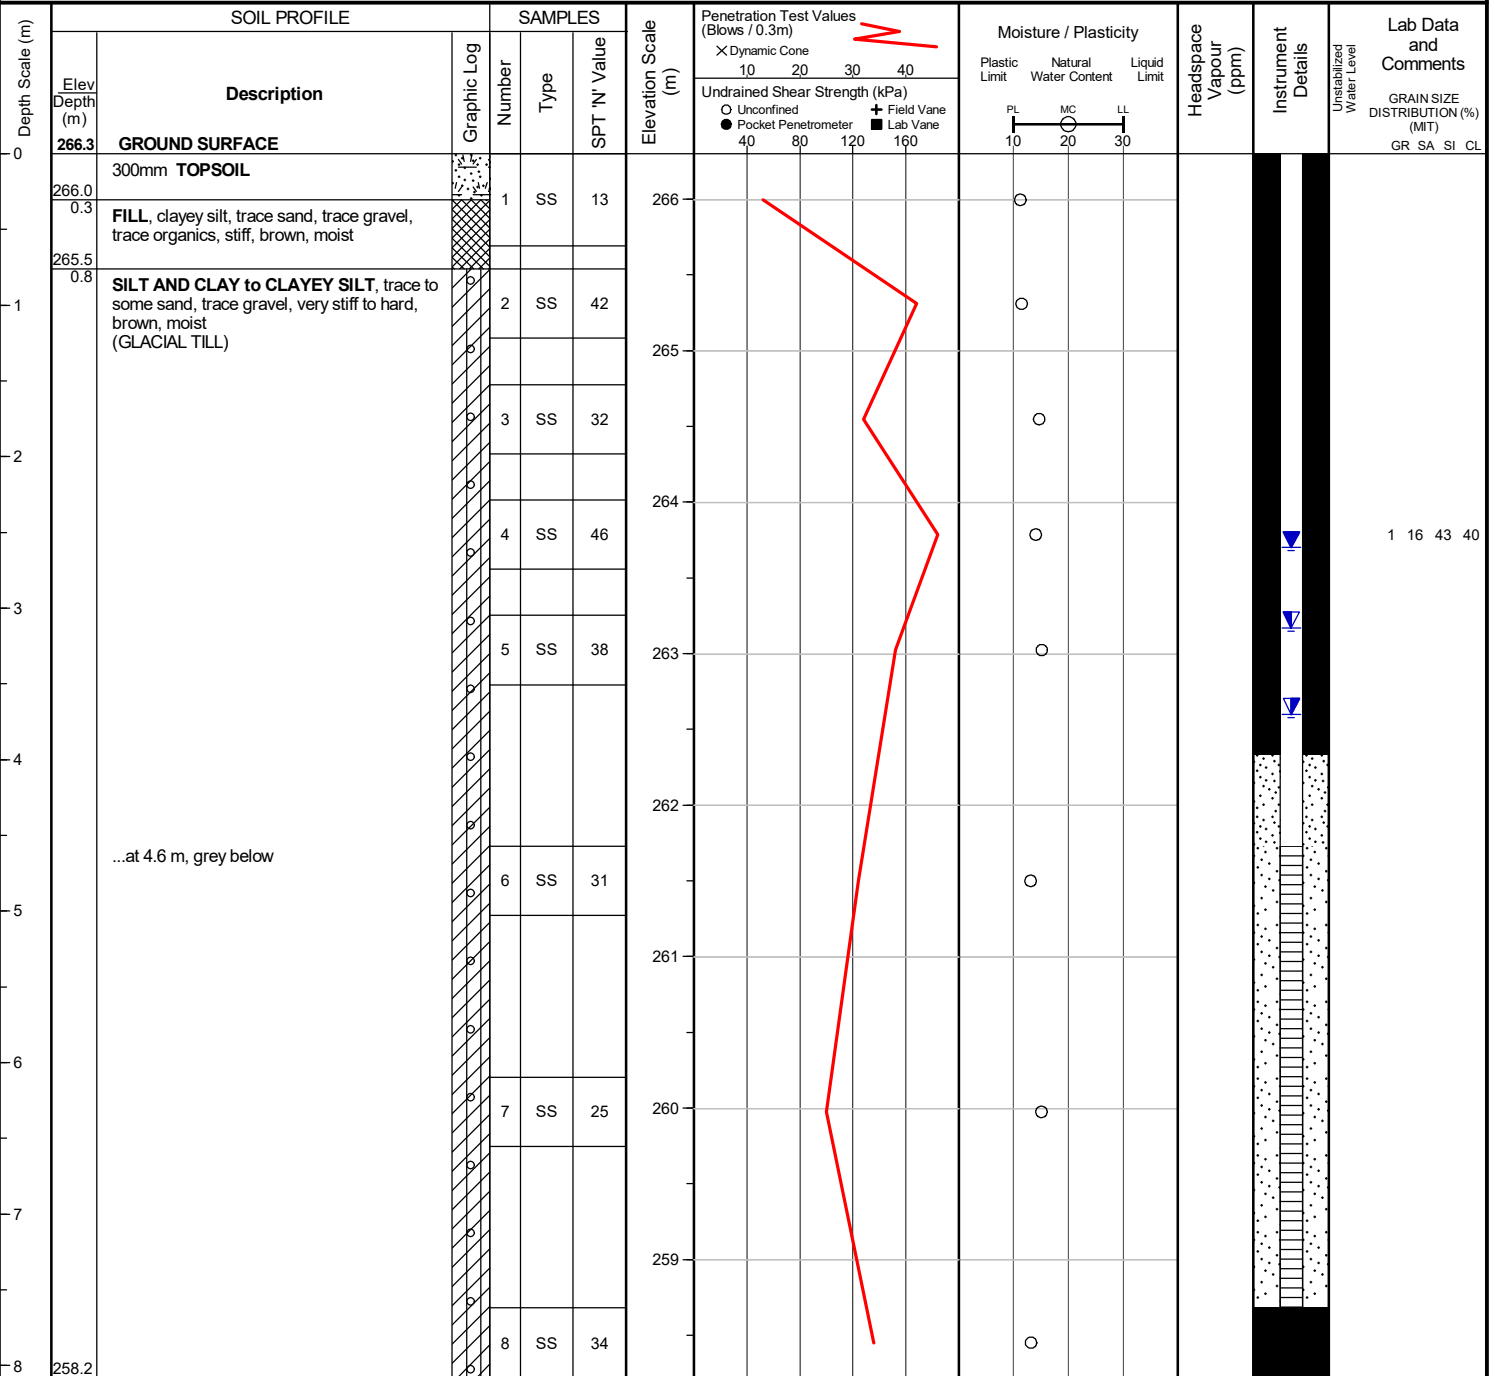 SOIL PROFILE
SAMPLES
Depth Scale (m)
Elev
Depth
(m)
Description
Graphic Log
Number
Type
SPT 'N' Value
Elevation Scale
(m)
Penetration Test Values
(Blows / 0.3m)
Dynamic Cone
10 20 30 40
Undrained Shear Strength (kPa)
Unconfined Field Vane
Pocket Penetrometer Lab Vane
40 80 120 160
Moisture / Plasticity
Plastic Natural Liquid
Limit Water Content Limit
PL MC LL
10 20 30
Headspace
Vapour
(ppm)
Instrument
Details
Unstabilized
Water Level
Lab Data
and
Comments
GRAIN SIZE
DISTRIBUTION (%)
(MIT)
GR SA SI CL
266.3 GROUND SURFACE
0
300mm TOPSOIL
266.0
0.3
1 SS 13
266
FILL, clayey silt, trace sand, trace gravel,
trace organics, stiff, brown, moist
265.5
0.8
SILT AND CLAY to CLAYEY SILT, trace to
some sand, trace gravel, very stiff to hard,
brown, moist
(GLACIAL TILL)
1
2 SS 42
265
3 SS 32
2
264
4 SS 46
1 16 43 40
3
5 SS 38
263
4
262
...at 4.6 m, grey below
6 SS 31
5
261
6
7 SS 25
260
7
259
8 SS 34
8
258.2